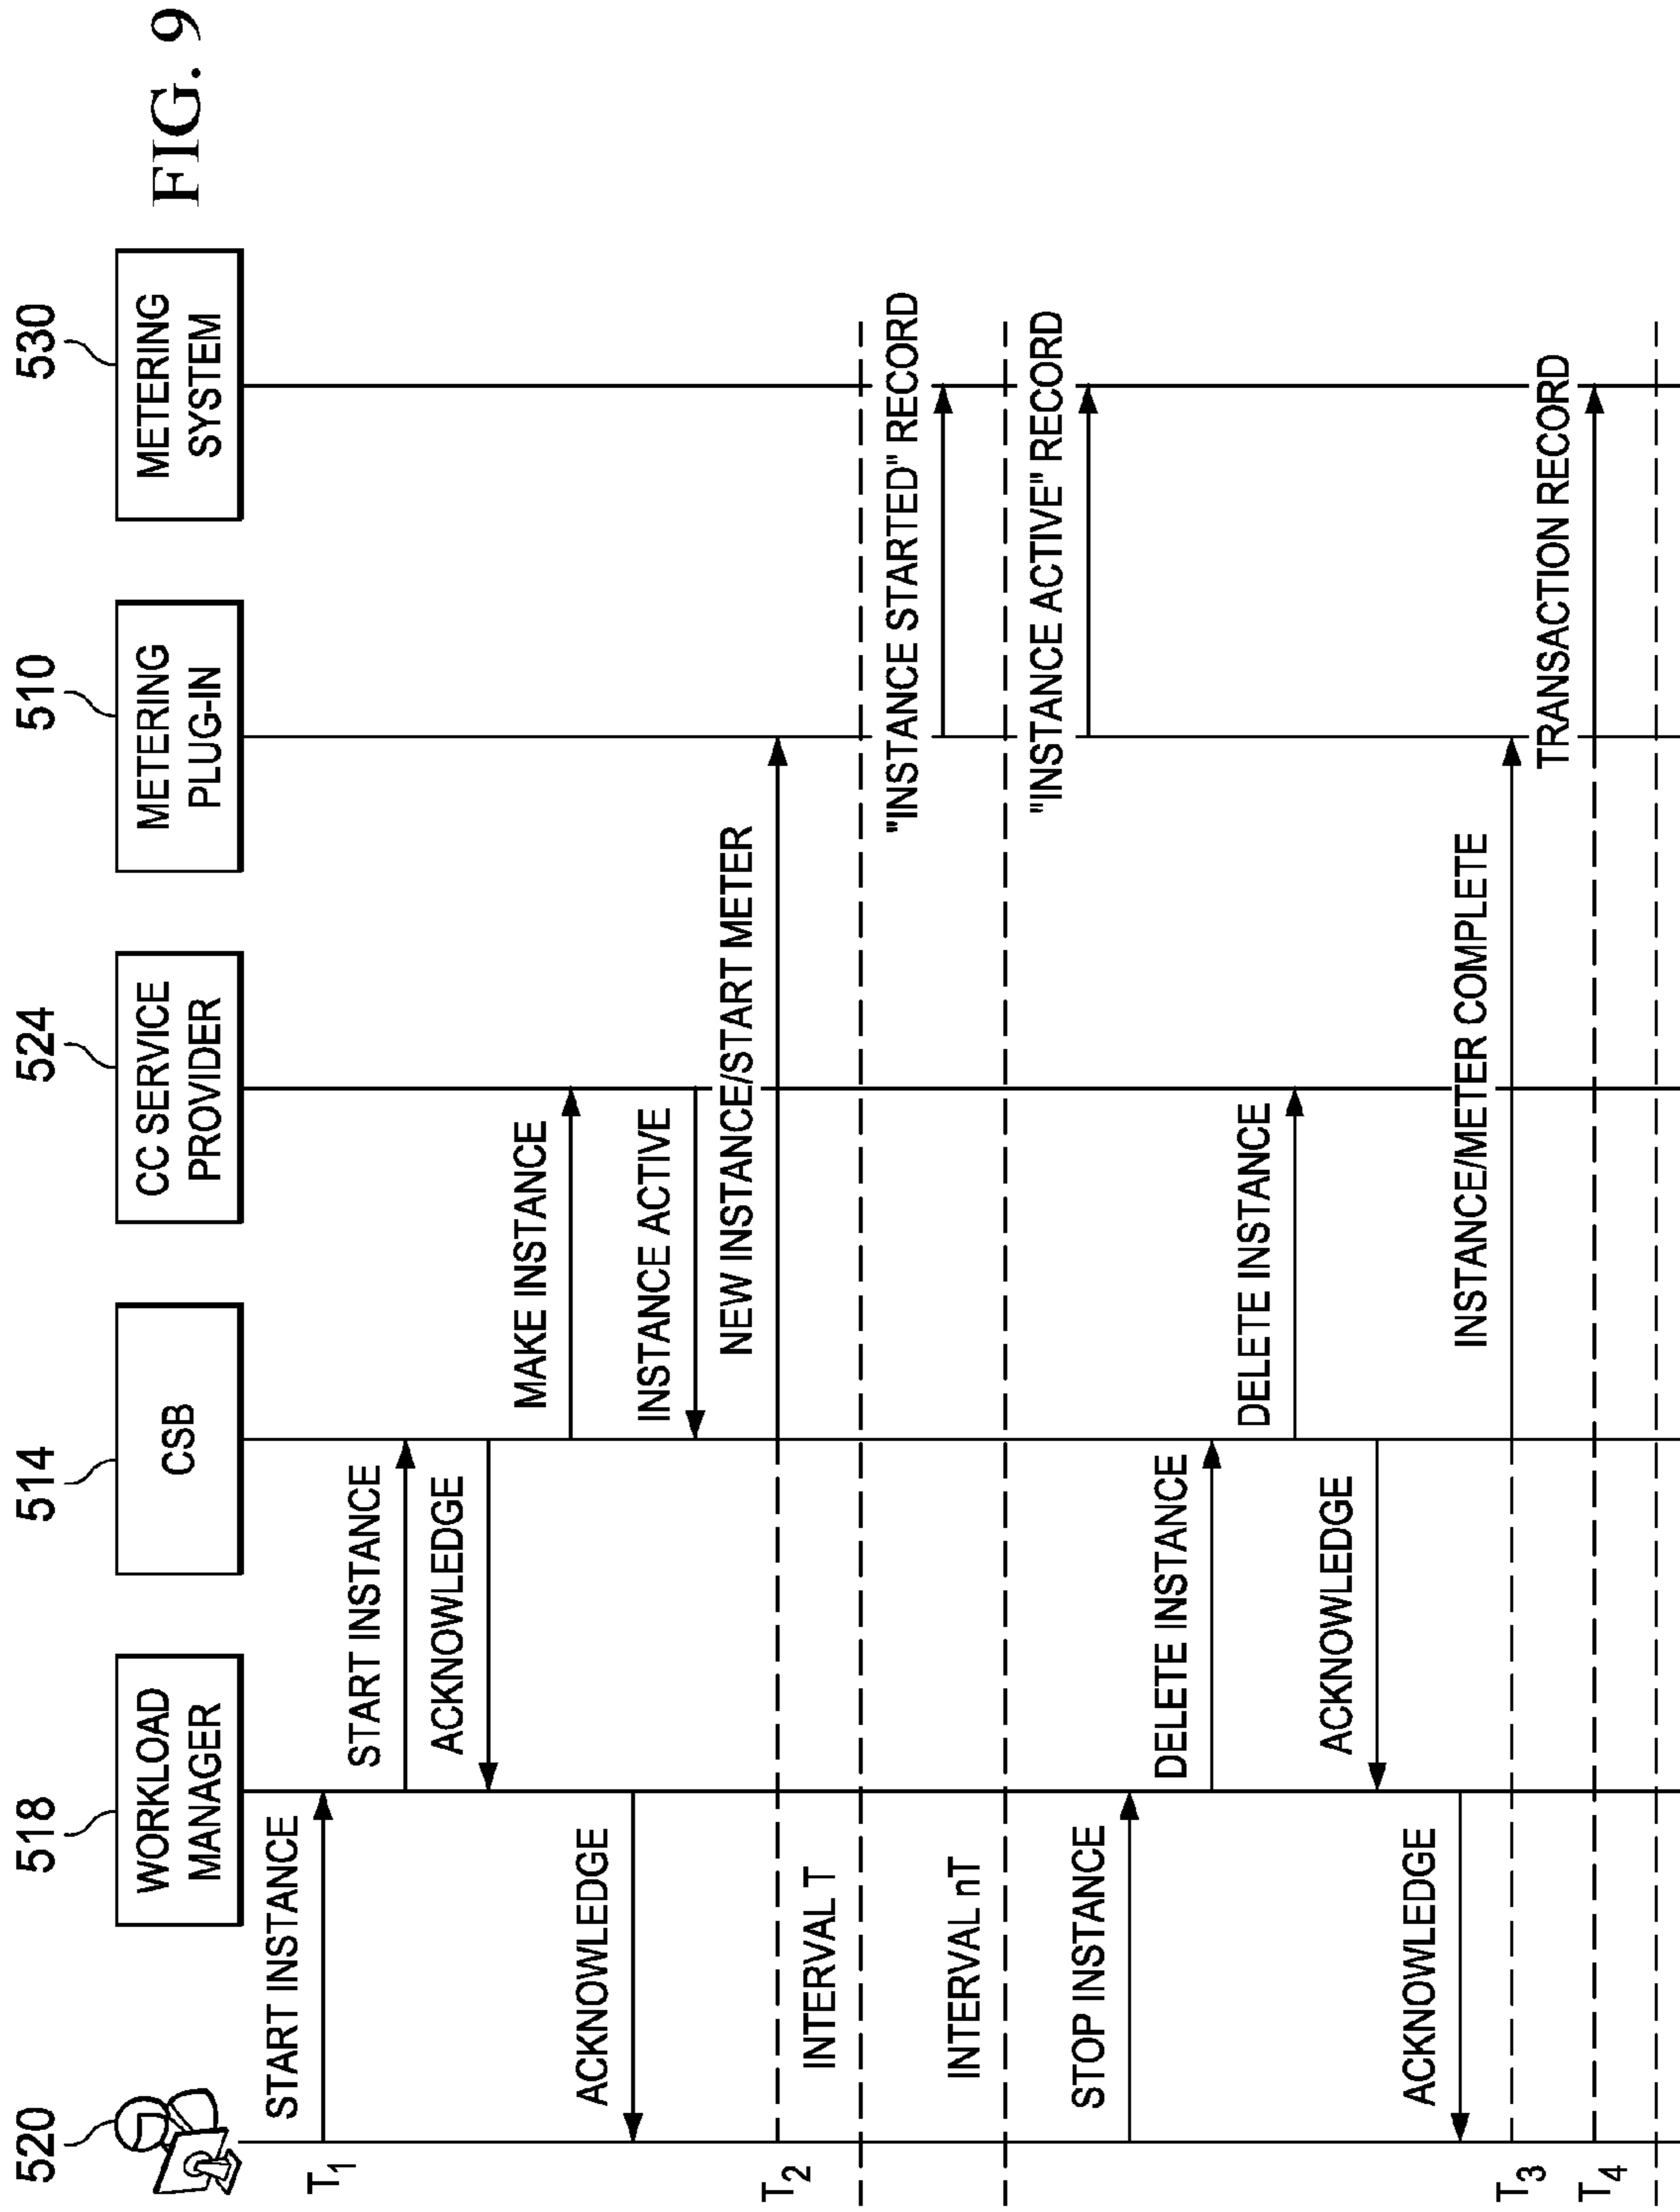 FIG. 9
520
518
514
524
510
530
WORKLOAD
MANAGER
CSB
CC SERVICE
PROVIDER
METERING
PLUG-IN
METERING
SYSTEM
T1
START INSTANCE
START INSTANCE
ACKNOWLEDGE
MAKE INSTANCE
ACKNOWLEDGE
INSTANCE ACTIVE
T2
NEW INSTANCE/START METER
INTERVAL T
"INSTANCE STARTED" RECORD
INTERVAL nT
"INSTANCE ACTIVE" RECORD
STOP INSTANCE
DELETE INSTANCE
DELETE INSTANCE
ACKNOWLEDGE
ACKNOWLEDGE
T3
INSTANCE/METER COMPLETE
T4
TRANSACTION RECORD